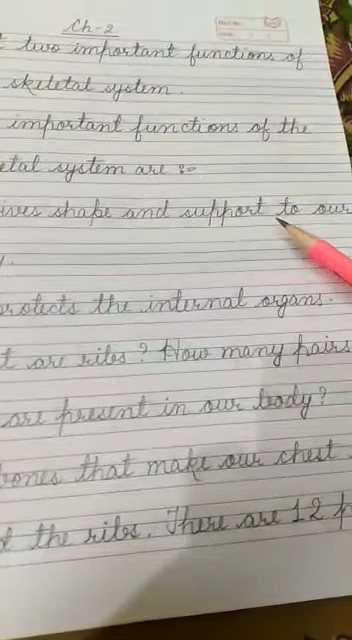 Ch-2
two important functions of
skeletal system.
important functions of the
etal system are :-
ives shape and support to our
y.
protects the internal organs.
t are ribs? How many pairs
are present in our body?
bones that make our chest
the ribs. There are 12 p